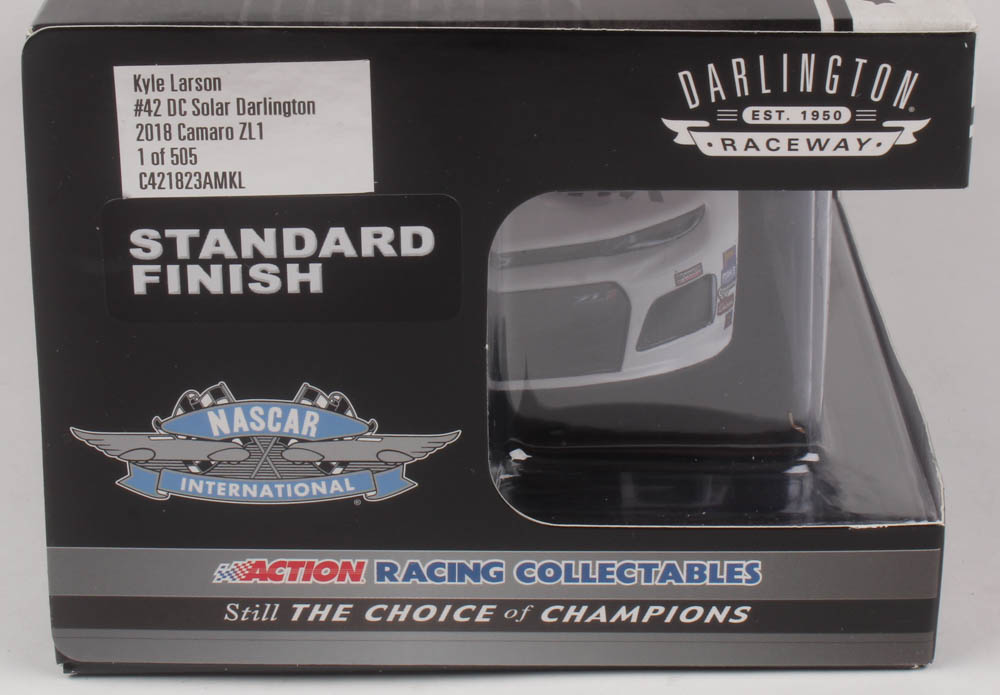 Kyle Larson
#42 DC Solar Darlington
2018 Camaro ZL1
1 of 505
C421823AMKL
DARLINGTON
EST. 1950
RACEWAY
STANDARD
FINISH
NASCAR
INTERNATIONAL
ACTION RACING COLLECTABLES
Still THE CHOICE of CHAMPIONS